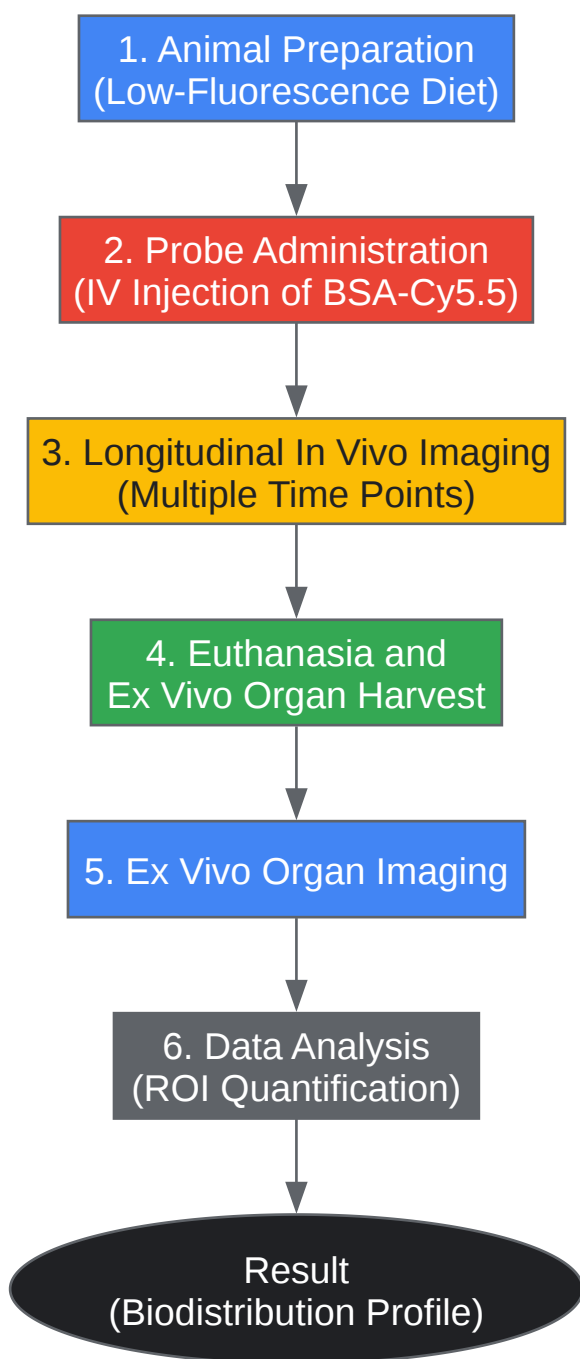 1. Animal Preparation
(Low-Fluorescence Diet)
2. Probe Administration
(IV Injection of BSA-Cy5.5)
3. Longitudinal In Vivo Imaging
(Multiple Time Points)
4. Euthanasia and
Ex Vivo Organ Harvest
5. Ex Vivo Organ Imaging
6. Data Analysis
(ROI Quantification)
Result
(Biodistribution Profile)